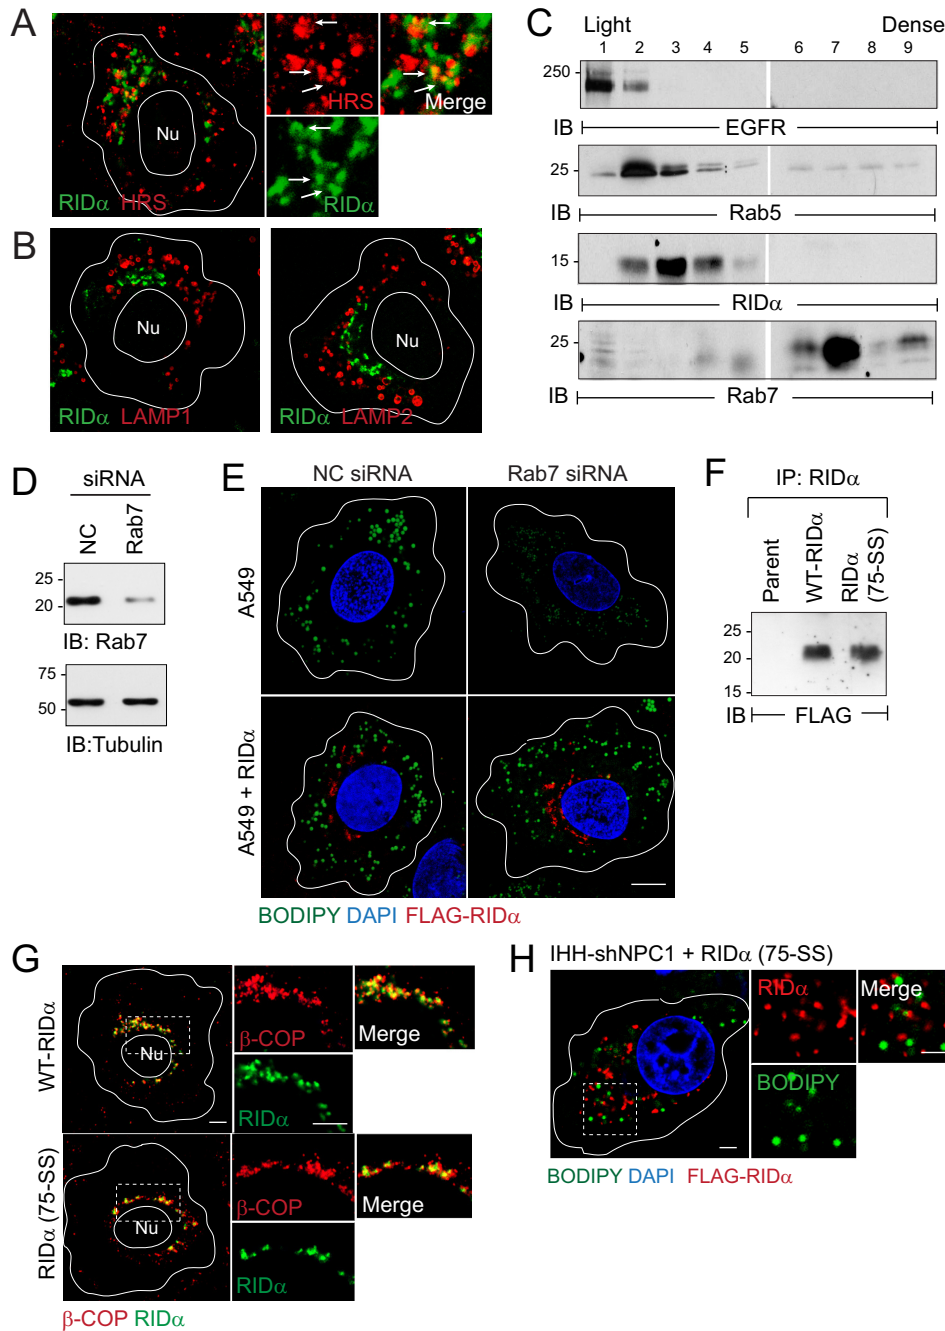 A
Nu
RIDα HRS
HRS
Merge
RIDα
B
Nu
RIDα LAMP1
Nu
RIDα LAMP2
C
Light Dense
1 2 3 4 5 6 7 8 9
250
IB EGFR
25
IB Rab5
15
IB RIDα
25
IB Rab7
D
siRNA
NC Rab7
25
20
IB: Rab7
75
50
IB:Tubulin
E
NC siRNA Rab7 siRNA
A549
A549 + RIDα
BODIPY DAPI FLAG-RIDα
F
IP: RIDα
Parent
WT-RIDα
RIDα
(75-SS)
25
20
15
IB FLAG
G
WT-RIDα
Nu
β-COP
Merge
RIDα
RIDα (75-SS)
Nu
β-COP
Merge
RIDα
β-COP RIDα
H
IHH-shNPC1 + RIDα (75-SS)
RIDα
Merge
BODIPY
BODIPY DAPI FLAG-RIDα